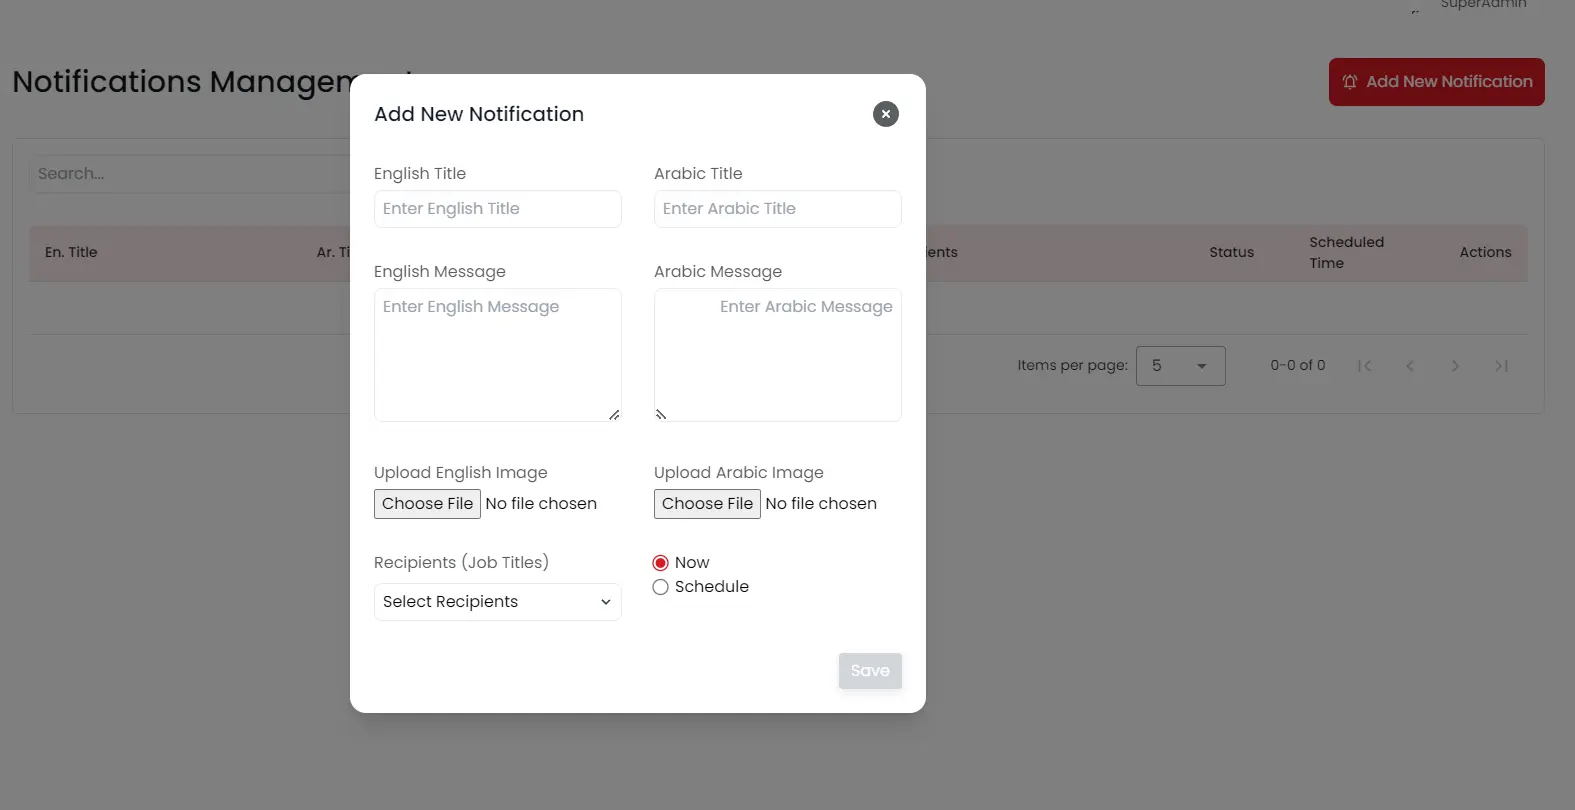 SuperAdmin
Notifications Management
Add New Notification
Search...
En. Title
Ar. Ti
ients
Status
Scheduled
Time
Actions
Items per page:
5
0-0 of 0
Add New Notification
English Title
Arabic Title
Enter English Title
Enter Arabic Title
English Message
Arabic Message
Enter English Message
Enter Arabic Message
Upload English Image
Upload Arabic Image
Choose File No file chosen
Choose File No file chosen
Recipients (Job Titles)
Now
Schedule
Select Recipients
Save